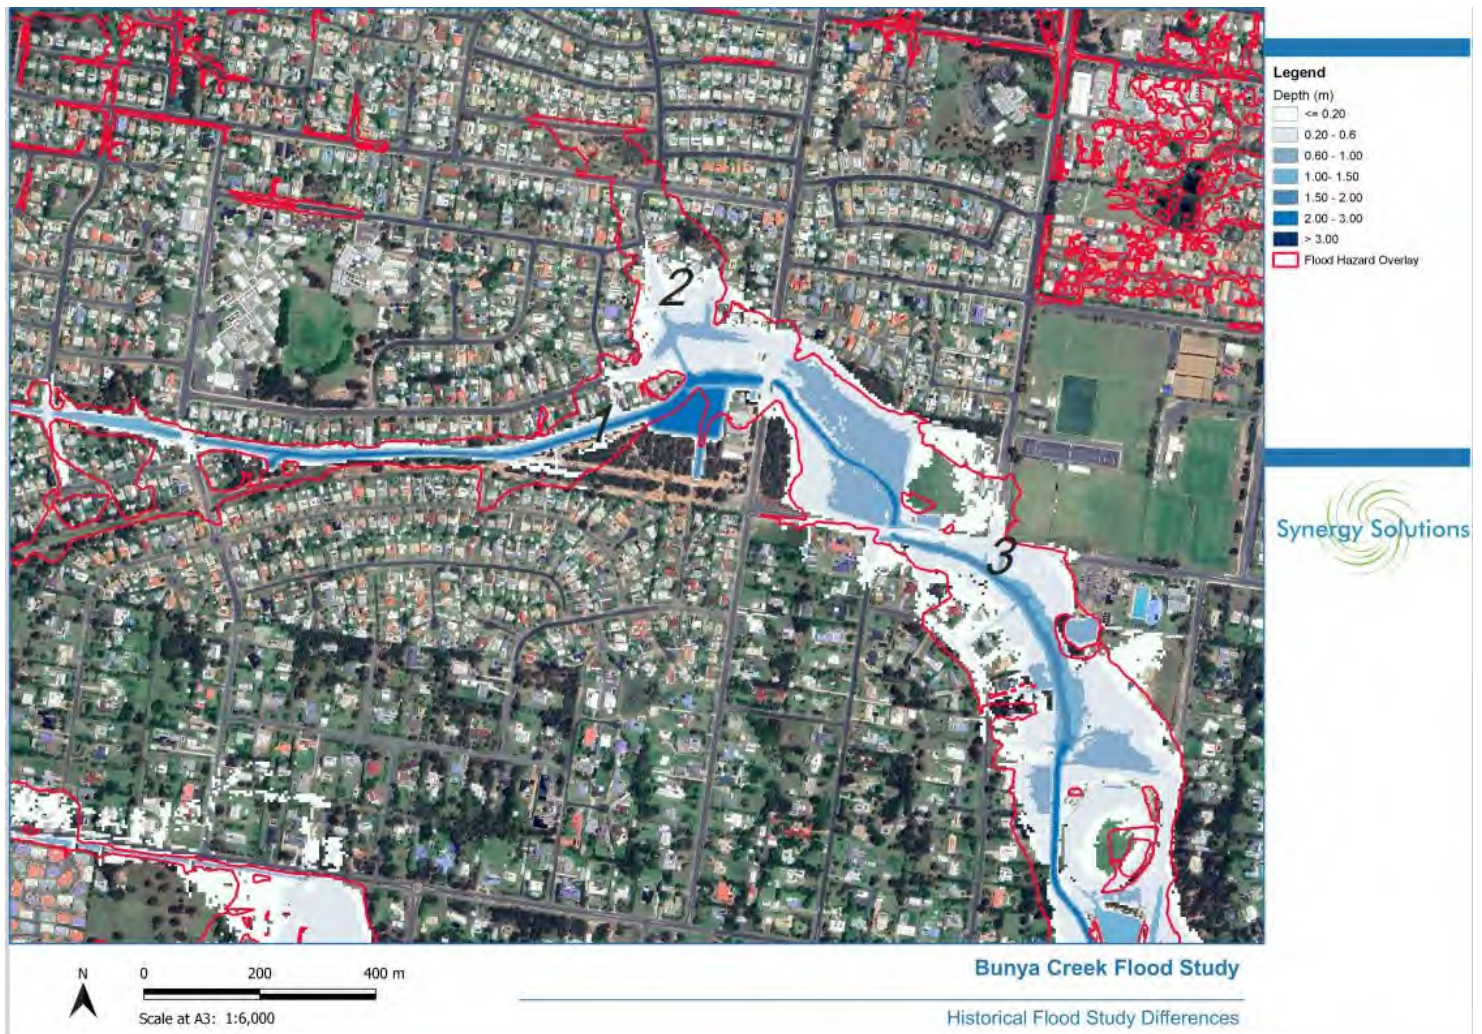 Legend
Depth (m)
<= 0.20
0.20 - 0.6
0.60 - 1.00
1.00- 1.50
1.50 - 2.00
2.00 - 3.00
> 3.00
Flood Hazard Overlay
2
1
3
Synergy Solutions
N
0 200 400 m
Scale at A3: 1:6,000
Bunya Creek Flood Study
Historical Flood Study Differences